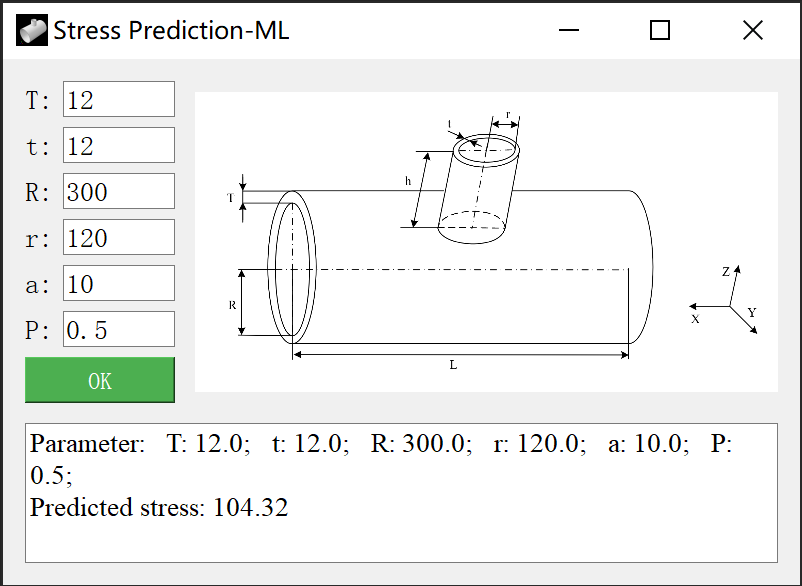 Stress Prediction-ML
T: 12
t: 12
R: 300
r: 120
a: 10
P: 0.5
OK
t
r
h
T
R
L
Z
X
Y
Parameter:   T: 12.0;   t: 12.0;   R: 300.0;   r: 120.0;   a: 10.0;   P:
0.5;
Predicted stress: 104.32